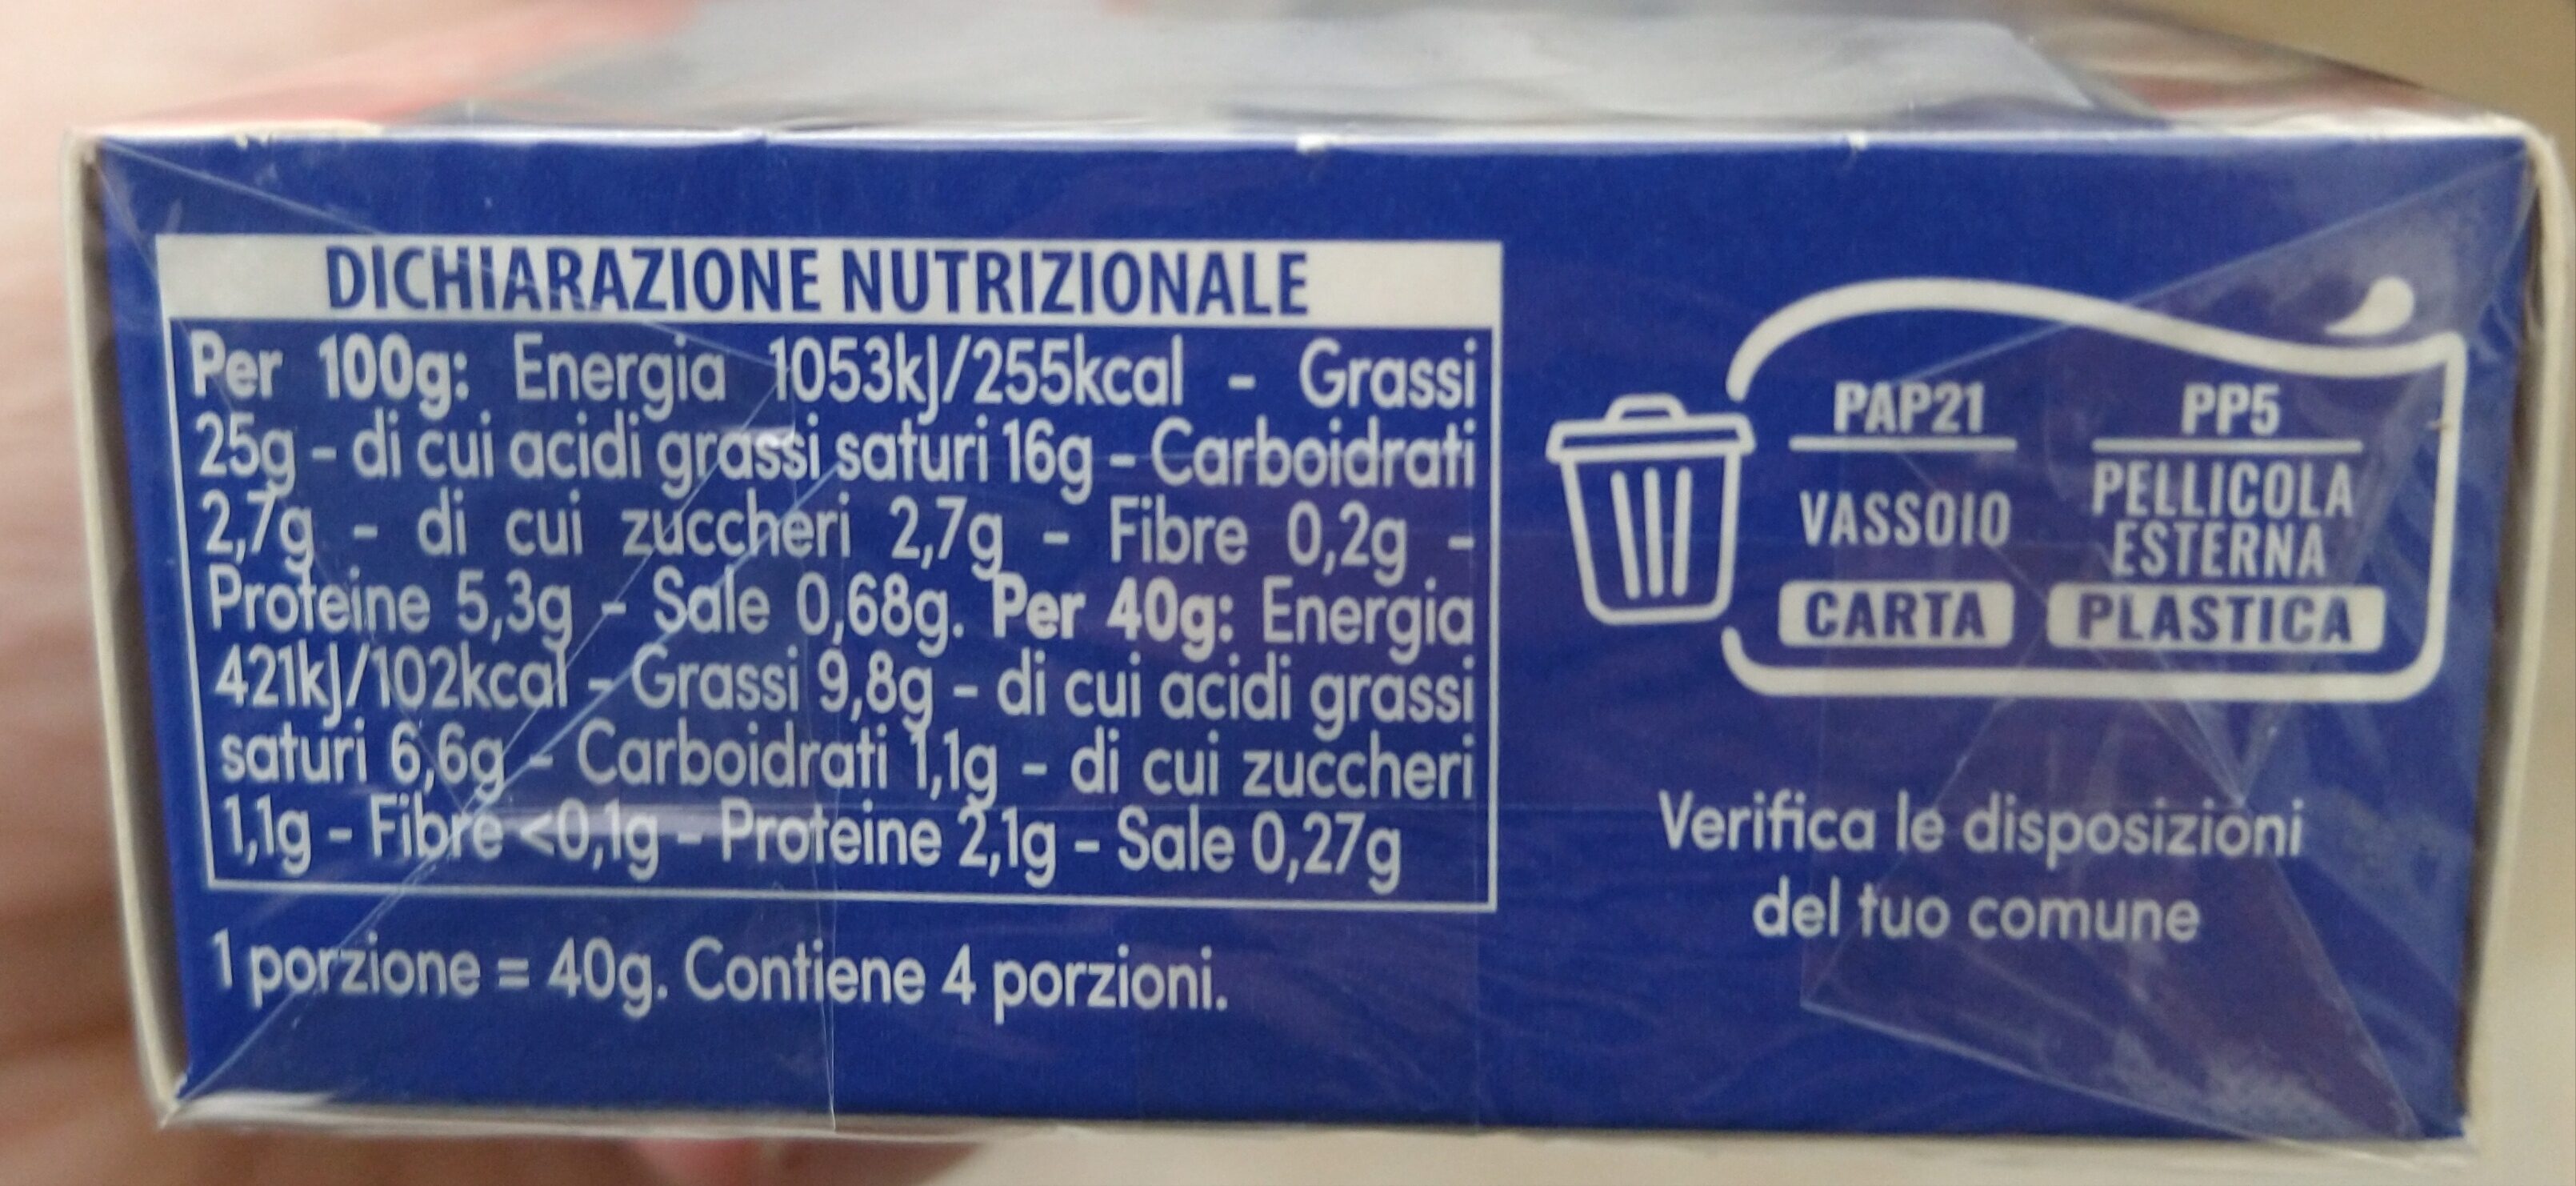 DICHIARAZIONE NUTRIZIONALE
Per 100g: Energia 1053kJ/255kcal - Grassi
25g - di cui acidi grassi saturi 16g - Carboidrati
2,7g - di cui zuccheri 2,7g - Fibre 0,2g -
Proteine 5,3g - Sale 0,68g. Per 40g: Energia
421kJ/102kcal - Grassi 9,8g - di cui acidi grassi
saturi 6,6g - Carboidrati 1,1g - di cui zuccheri
1,1g - Fibre <0,1g - Proteine 2,1g - Sale 0,27g
1 porzione = 40g. Contiene 4 porzioni.
PAP21
VASSOIO
CARTA
PP5
PELLICOLA
ESTERNA
PLASTICA
Verifica le disposizioni
del tuo comune